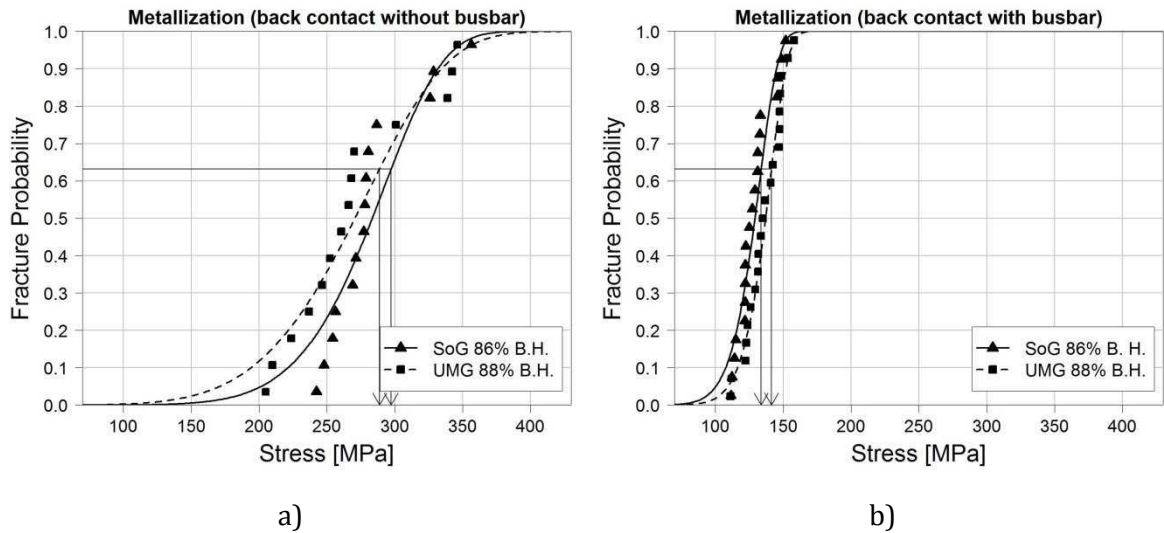 Metallization (back contact without busbar)
Fracture Probability
1.0
0.9
0.8
0.7
0.6
0.5
0.4
0.3
0.2
0.1
0.0
SoG 86% B.H.
UMG 88% B.H.
100 150 200 250 300 350 400
Stress [MPa]
a)
Metallization (back contact with busbar)
Fracture Probability
1.0
0.9
0.8
0.7
0.6
0.5
0.4
0.3
0.2
0.1
0.0
SoG 86% B. H.
UMG 88% B.H.
100 150 200 250 300 350 400
Stress [MPa]
b)